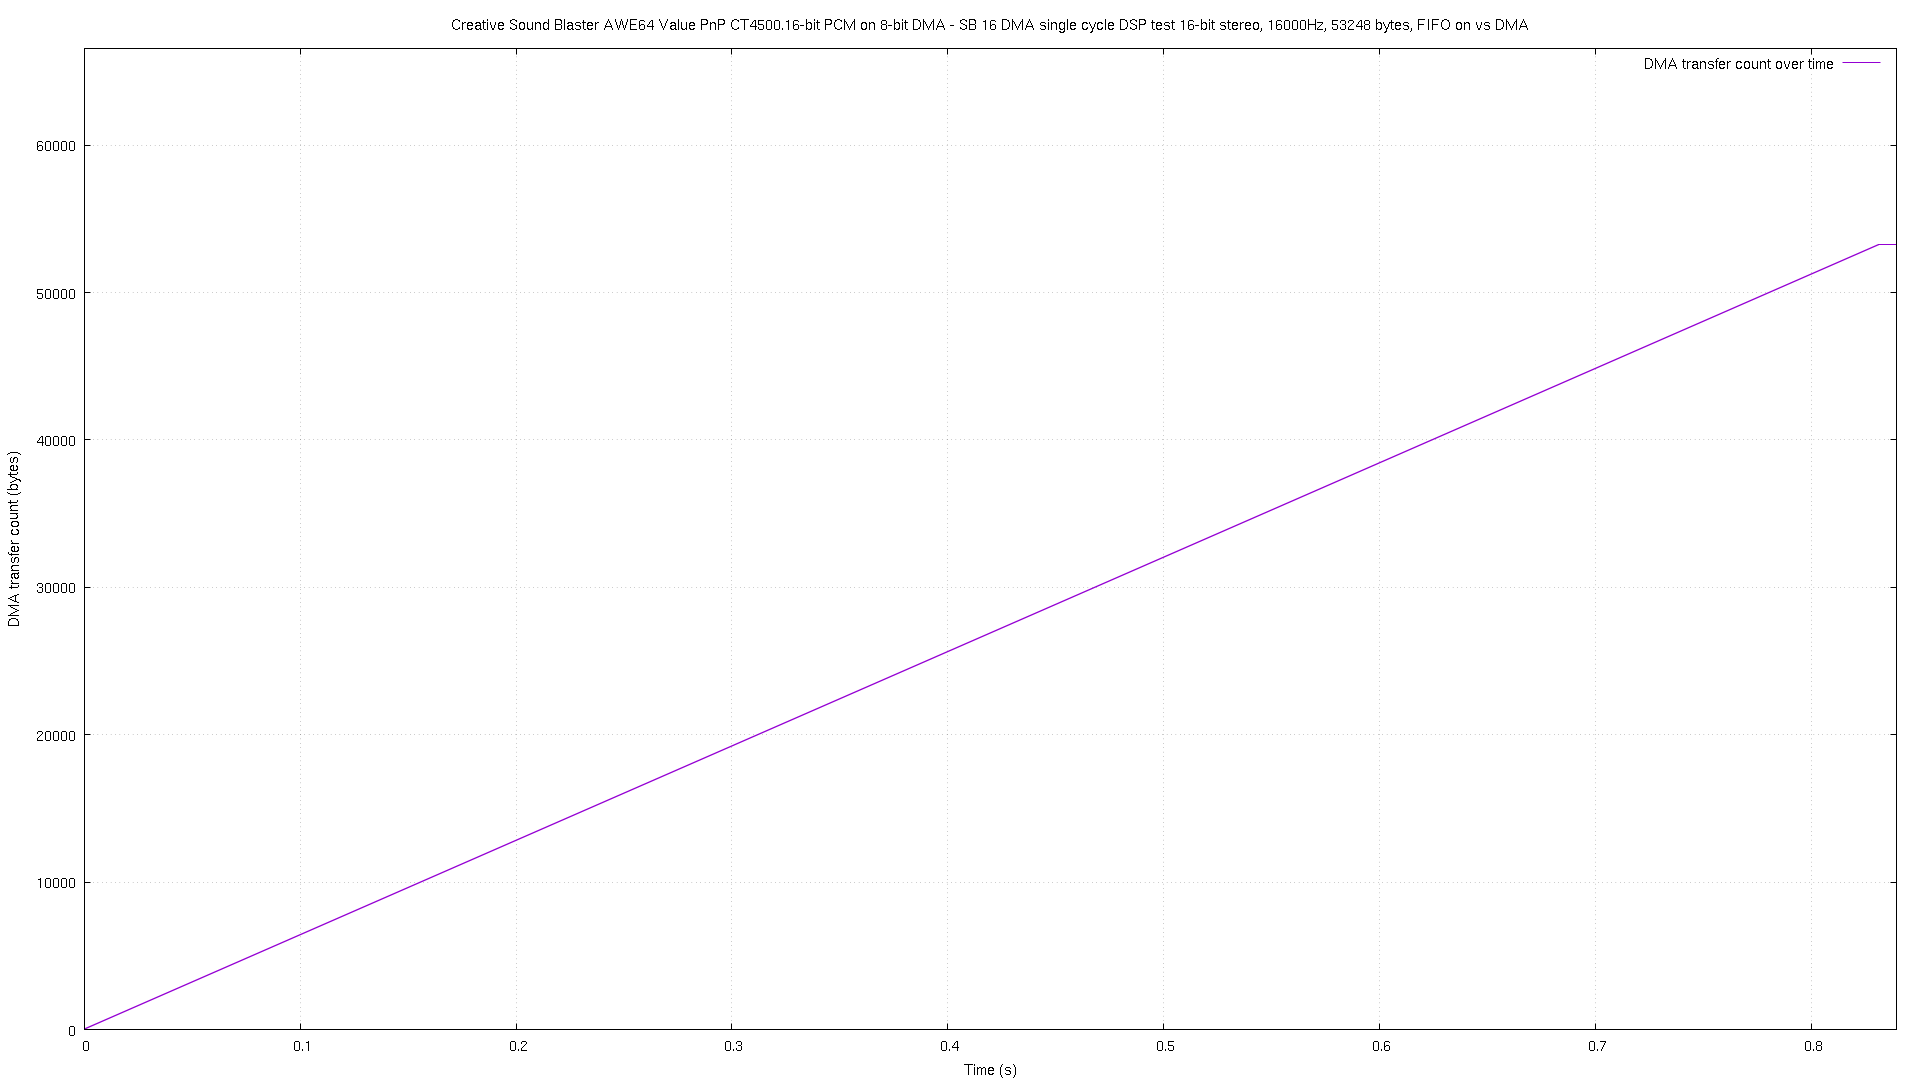 Creative Sound Blaster AWE64 Value PnP CT4500.16-bit PCM on 8-bit DMA - SB 16 DMA single cycle DSP test 16-bit stereo, 16000Hz, 53248 bytes, FIFO on vs DMA
DMA transfer count over time
60000
50000
40000
30000
20000
10000
0
DMA transfer count (bytes)
0 0.1 0.2 0.3 0.4 0.5 0.6 0.7 0.8
Time (s)